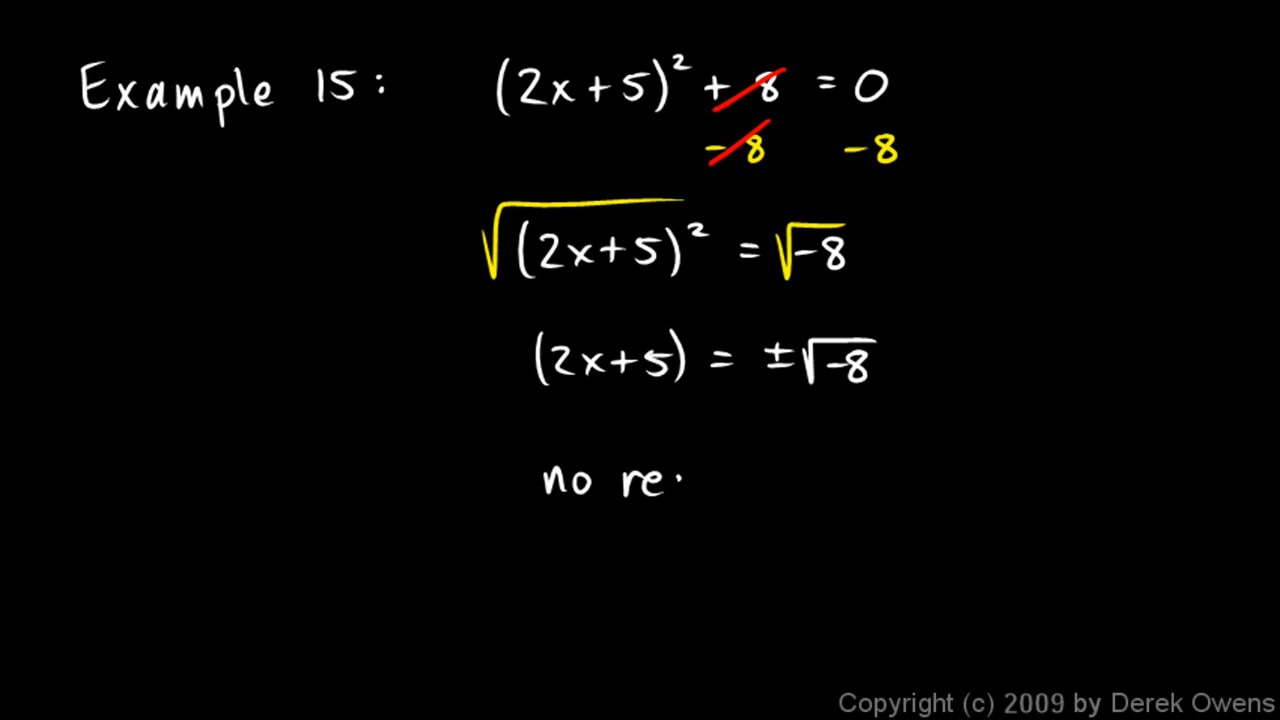 Example 15: (2x+5)² + 8 = 0
- 8 -8
√(2x+5)² = √-8
(2x+5) = ±√-8
no re
Copyright (c) 2009 by Derek Owens